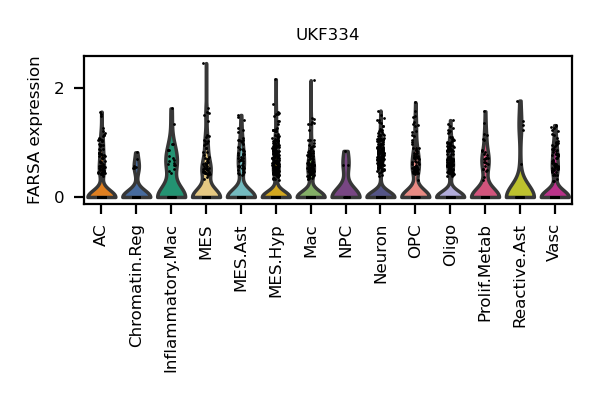 UKF334
FARSA expression
2
0
AC
Chromatin.Reg
Inflammatory.Mac
MES
MES.Ast
MES.Hyp
Mac
NPC
Neuron
OPC
Oligo
Prolif.Metab
Reactive.Ast
Vasc